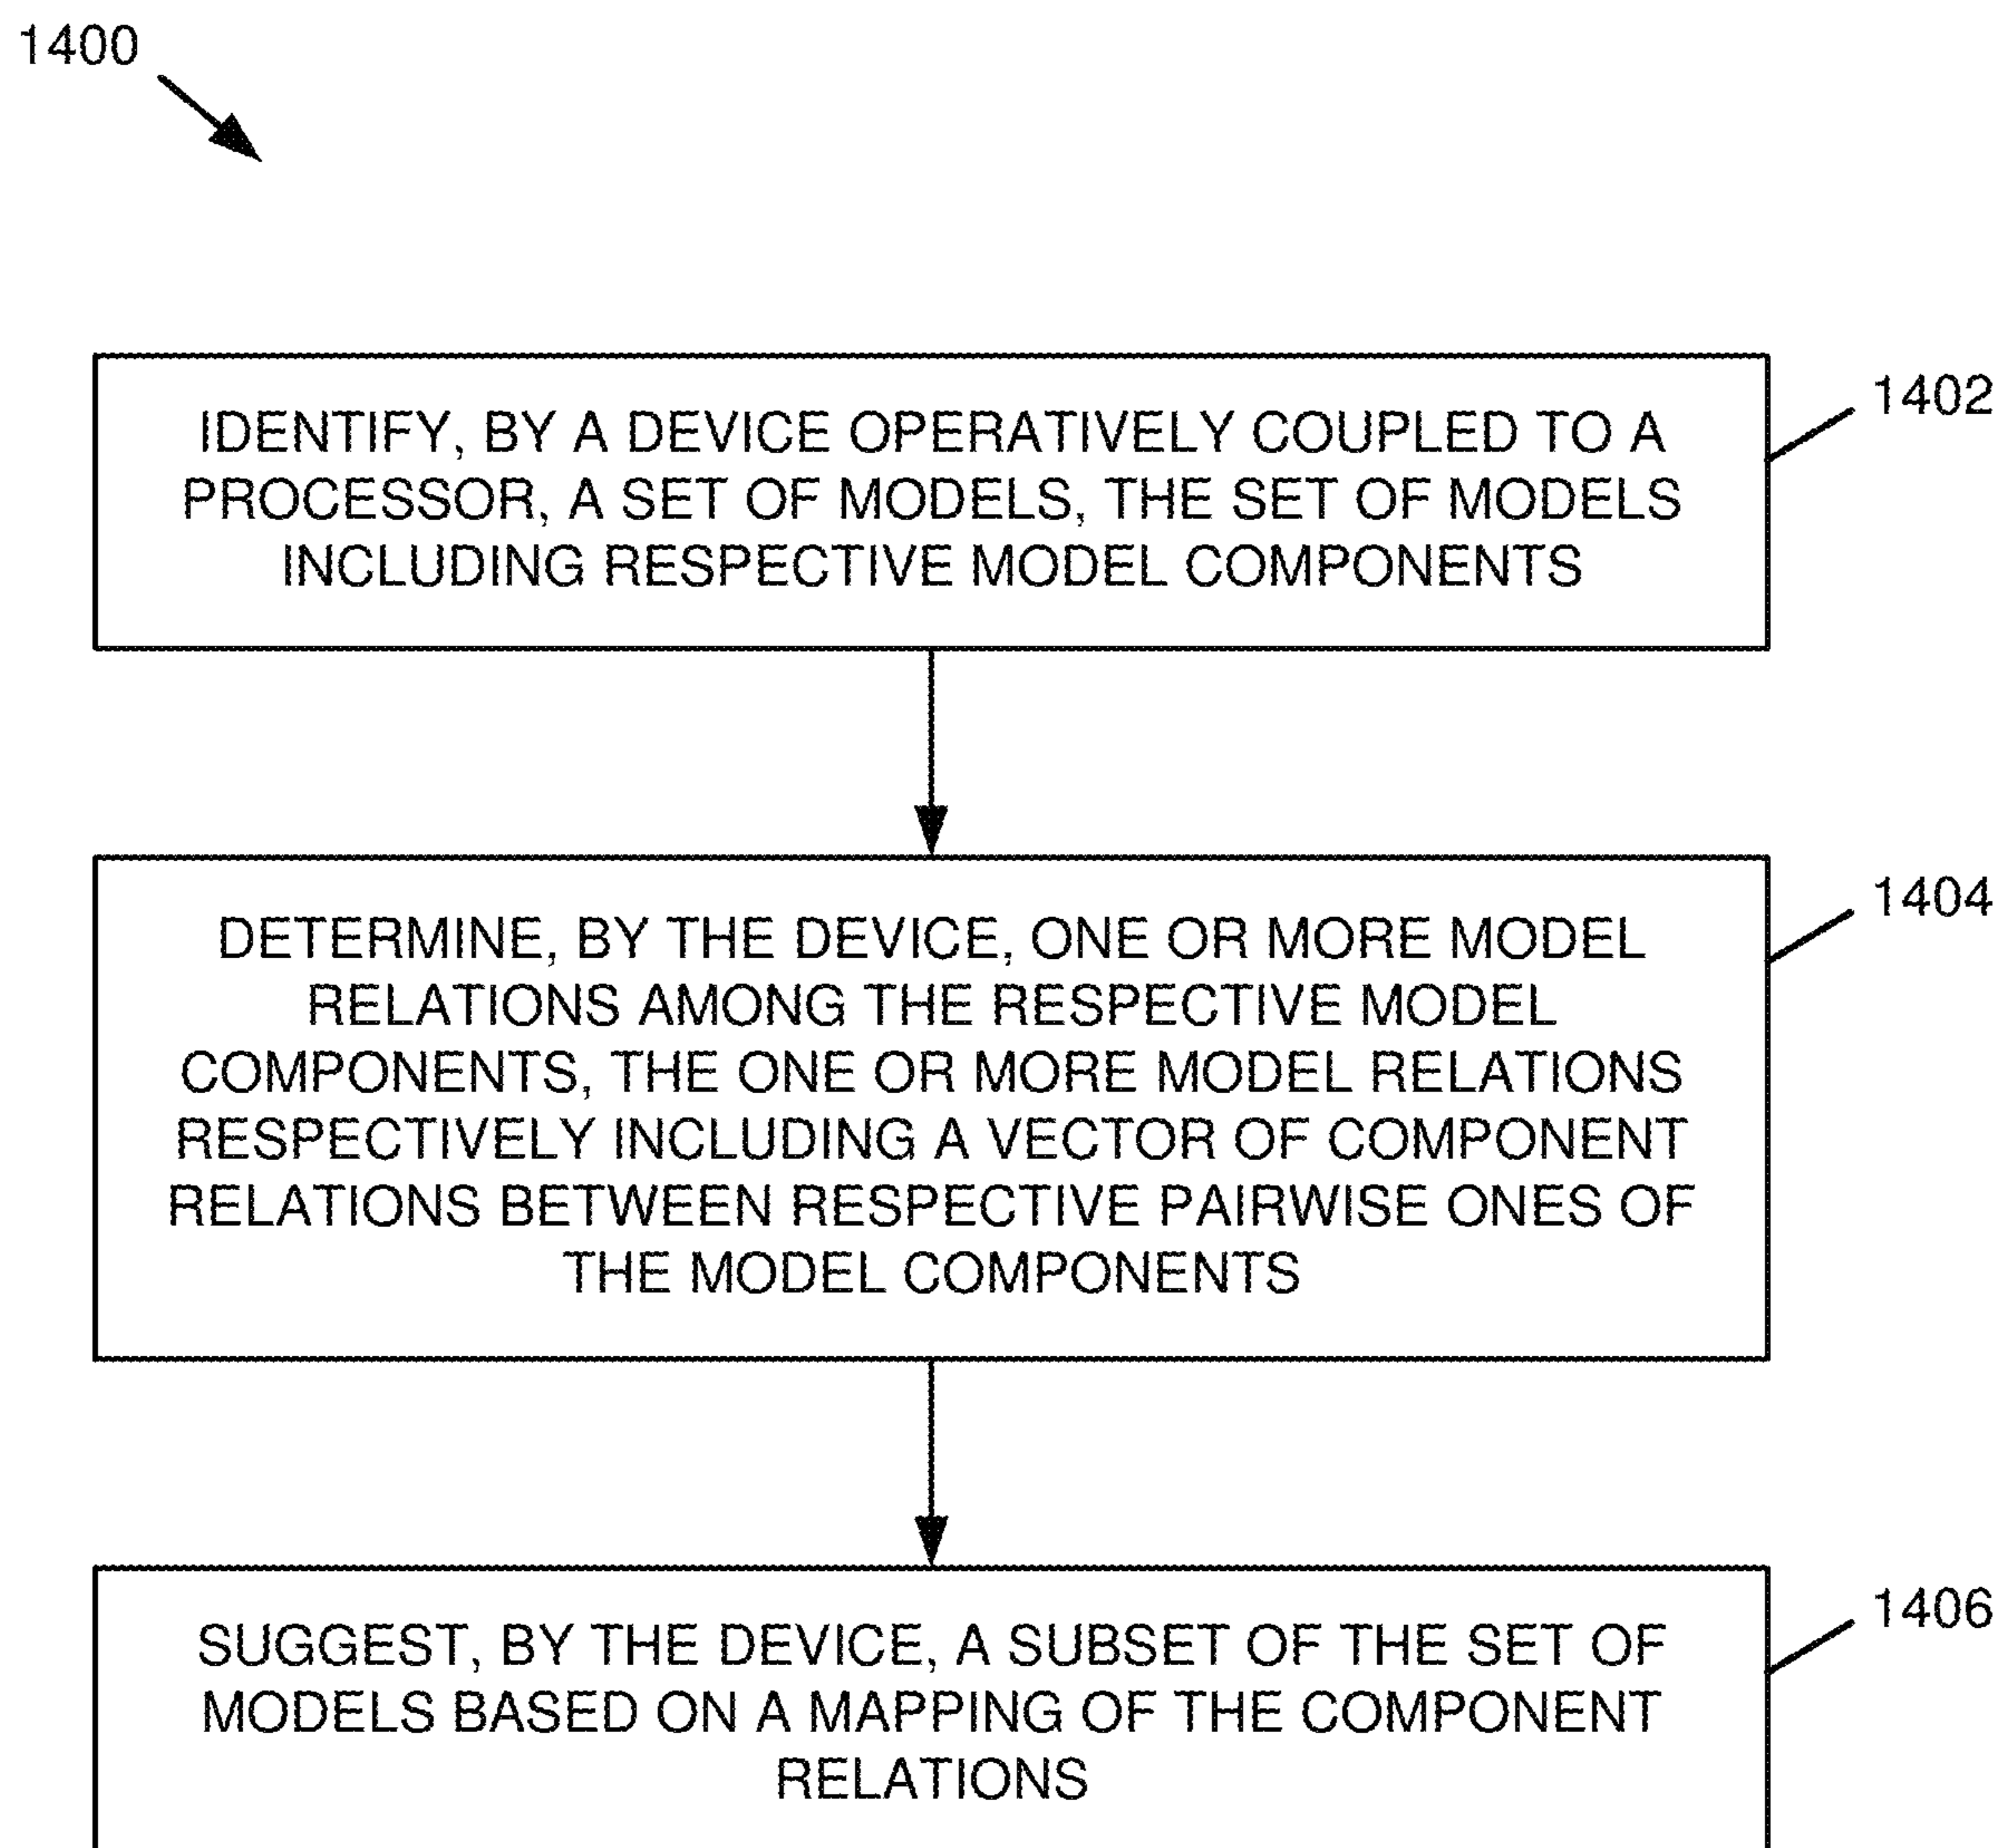 1400
IDENTIFY, BY A DEVICE OPERATIVELY COUPLED TO A
PROCESSOR, A SET OF MODELS, THE SET OF MODELS
INCLUDING RESPECTIVE MODEL COMPONENTS
1402
DETERMINE, BY THE DEVICE, ONE OR MORE MODEL
RELATIONS AMONG THE RESPECTIVE MODEL
COMPONENTS, THE ONE OR MORE MODEL RELATIONS
RESPECTIVELY INCLUDING A VECTOR OF COMPONENT
RELATIONS BETWEEN RESPECTIVE PAIRWISE ONES OF
THE MODEL COMPONENTS
1404
SUGGEST, BY THE DEVICE, A SUBSET OF THE SET OF
MODELS BASED ON A MAPPING OF THE COMPONENT
RELATIONS
1406